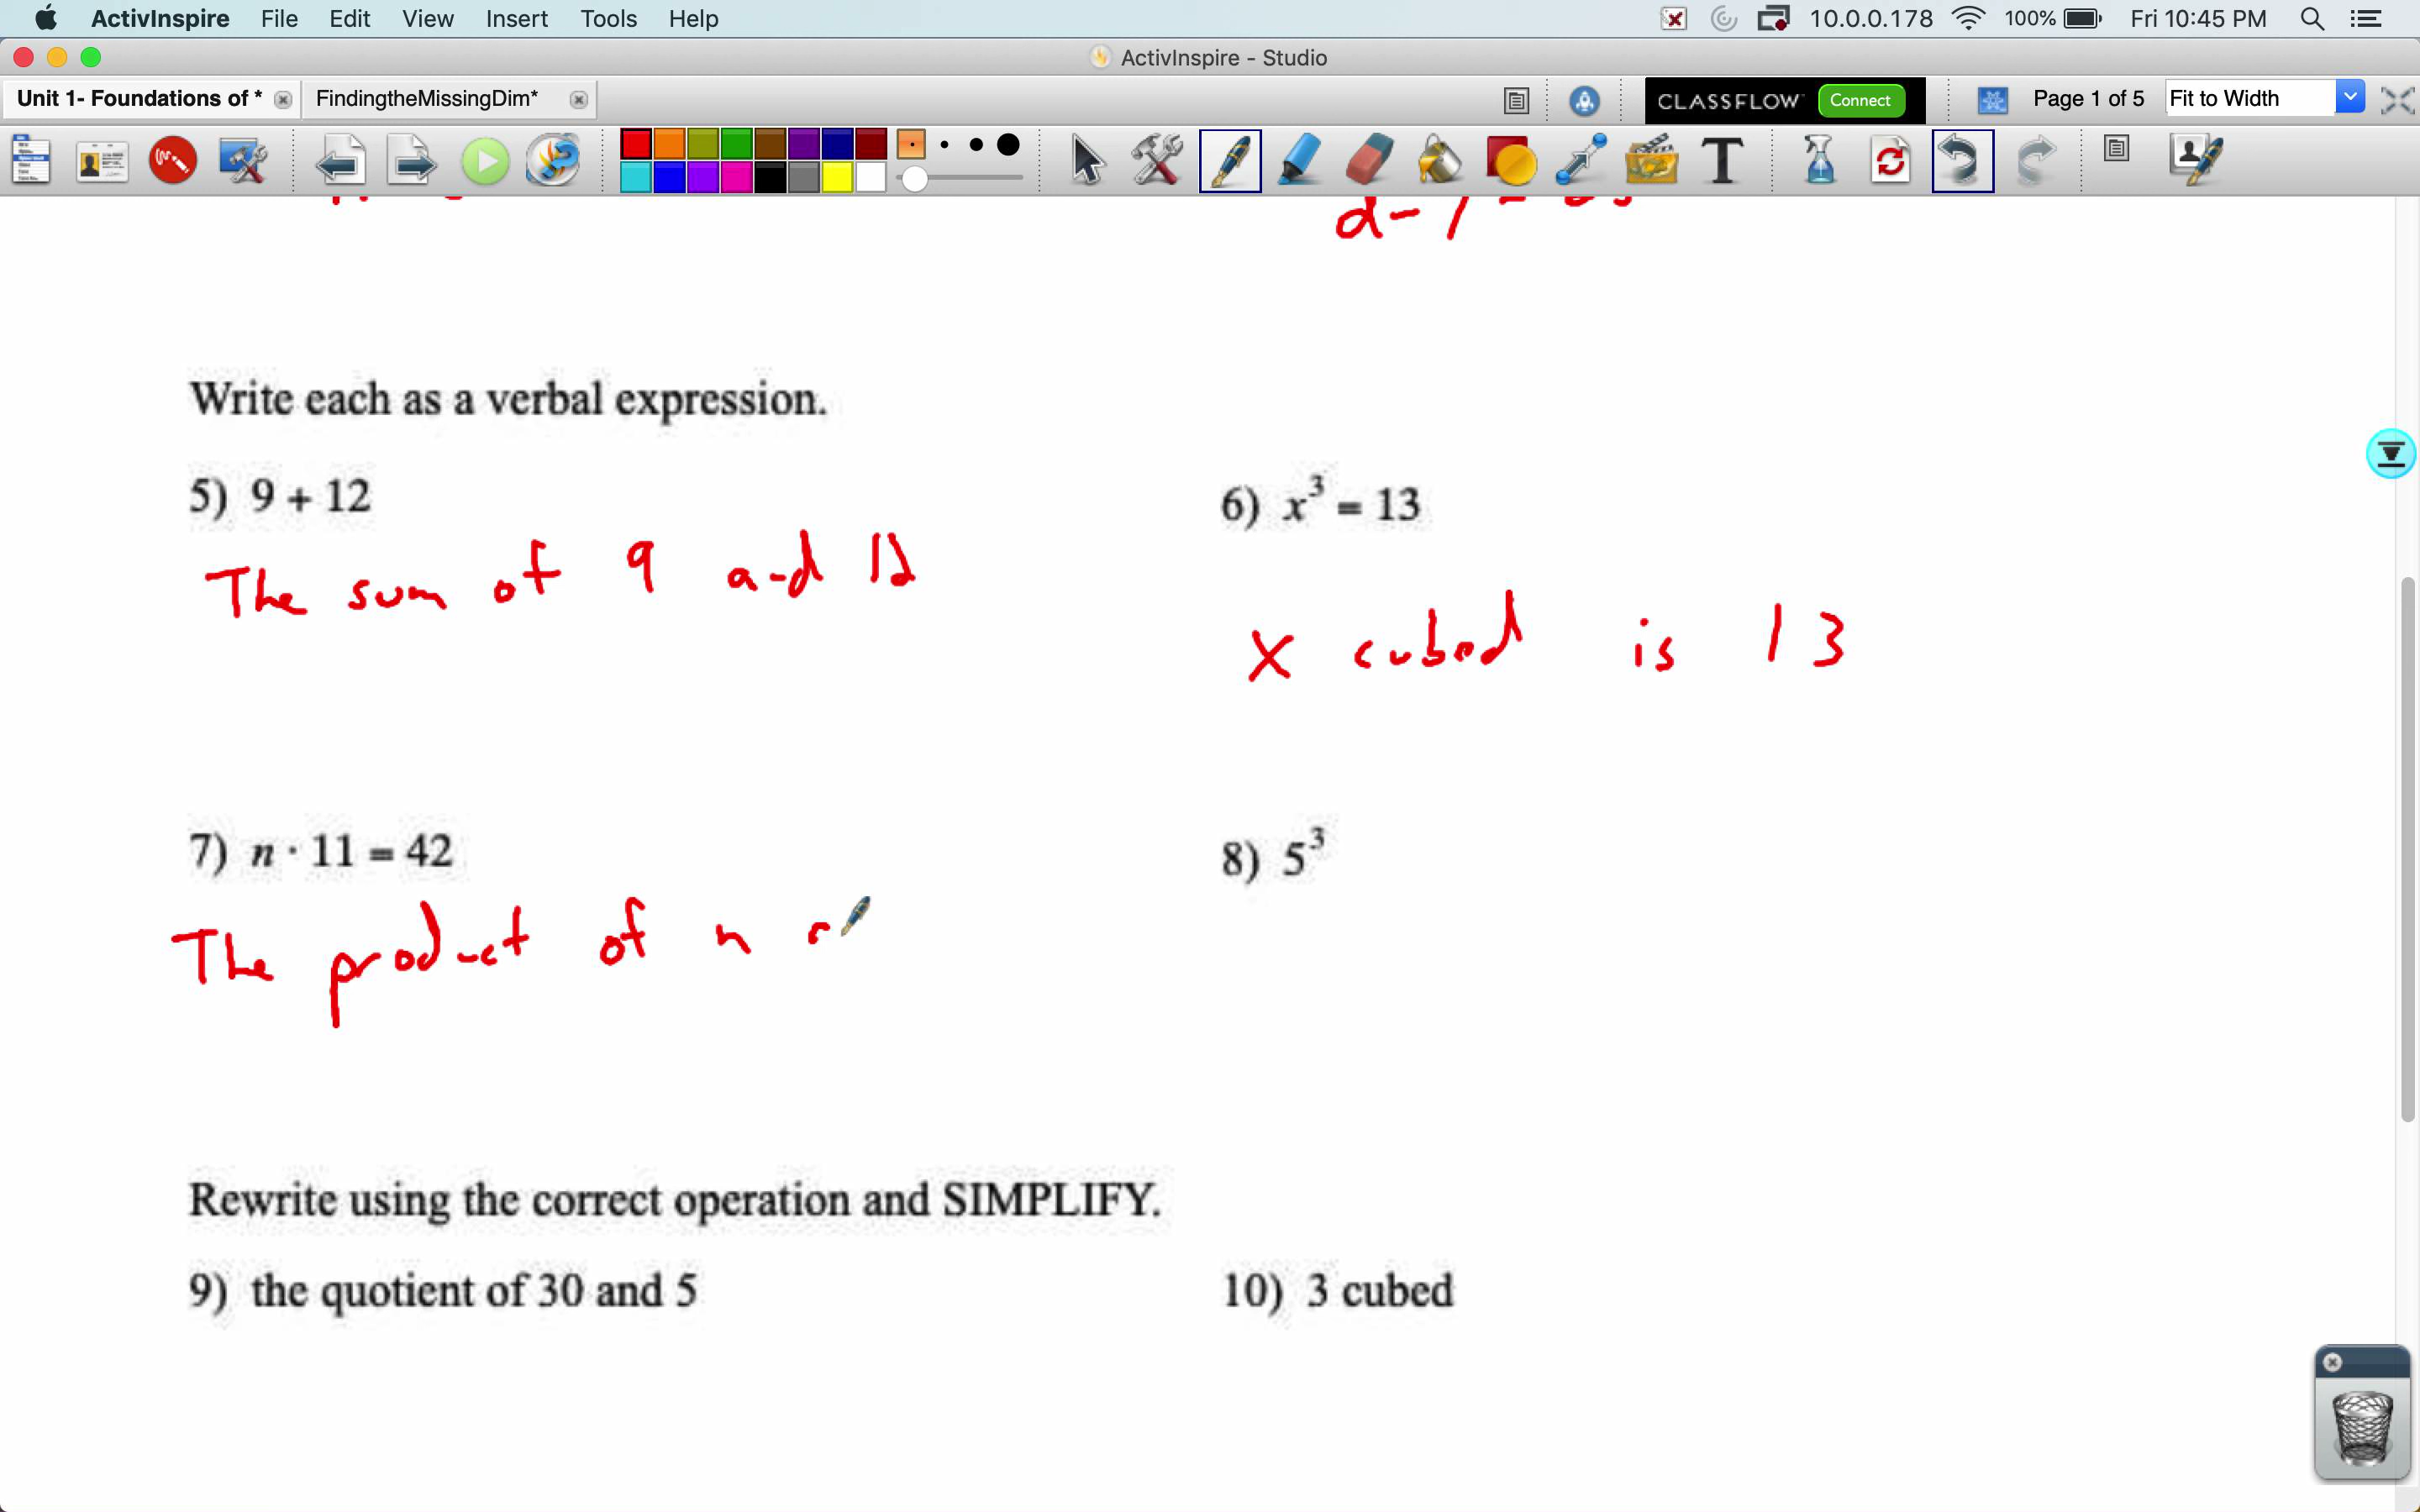 ActivInspire File Edit View Insert Tools Help 10.0.0.178 100% Fri 10:45 PM
ActivInspire - Studio
Unit 1- Foundations of * FindingtheMissingDim* CLASSFLOW Connect Page 1 of 5 Fit to Width
T
Write each as a verbal expression.
5) 9 + 12
The sum of 9 and 12
6) x³ = 13
x cubed is 13
7) n · 11 = 42
The product of n
8) 5³
Rewrite using the correct operation and SIMPLIFY.
9) the quotient of 30 and 5
10) 3 cubed